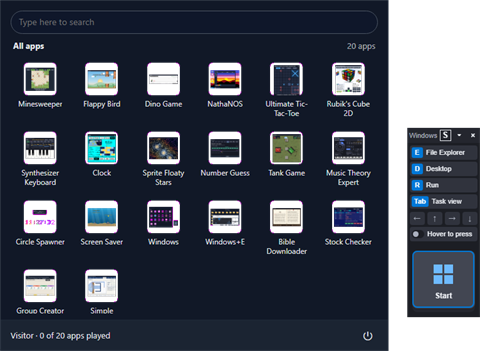 Type here to search
All apps
20 apps
Minesweeper
Flappy Bird
Dino Game
NathaNOS
Ultimate Tic-
Tac-Toe
Rubik's Cube
2D
Synthesizer
Keyboard
Clock
Sprite Floaty
Stars
Number Guess
Tank Game
Music Theory
Expert
Circle Spawner
Screen Saver
Windows
Windows+E
Bible
Downloader
Stock Checker
Group Creator
Simple
Visitor · 0 of 20 apps played
Windows S
E File Explorer
D Desktop
R Run
Tab Task view
← ↑ → ↓
Hover to press
Start